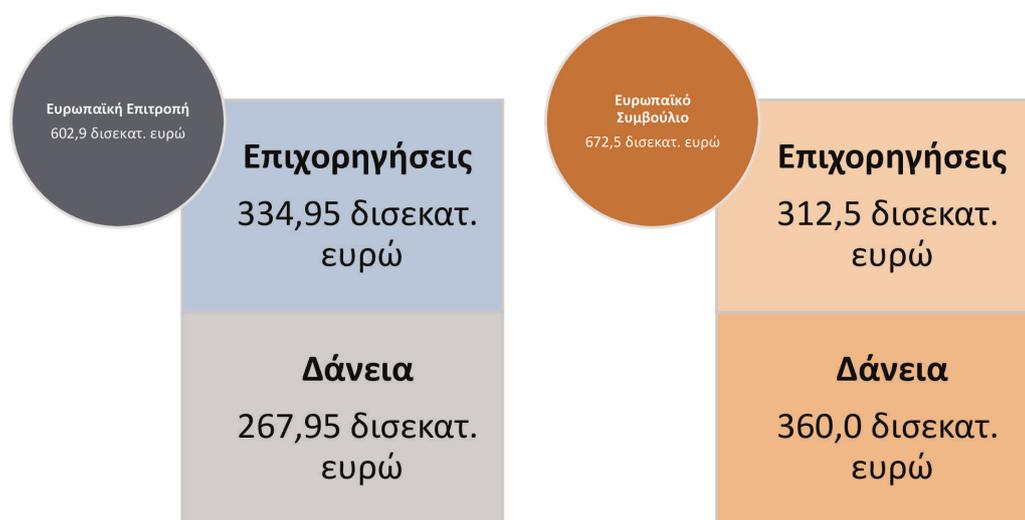 Ευρωπαϊκή Επιτροπή
602,9 δισεκατ. ευρώ
Επιχορηγήσεις
334,95 δισεκατ.
ευρώ
Δάνεια
267,95 δισεκατ.
ευρώ
Ευρωπαϊκό
Συμβούλιο
672,5 δισεκατ. ευρώ
Επιχορηγήσεις
312,5 δισεκατ.
ευρώ
Δάνεια
360,0 δισεκατ.
ευρώ